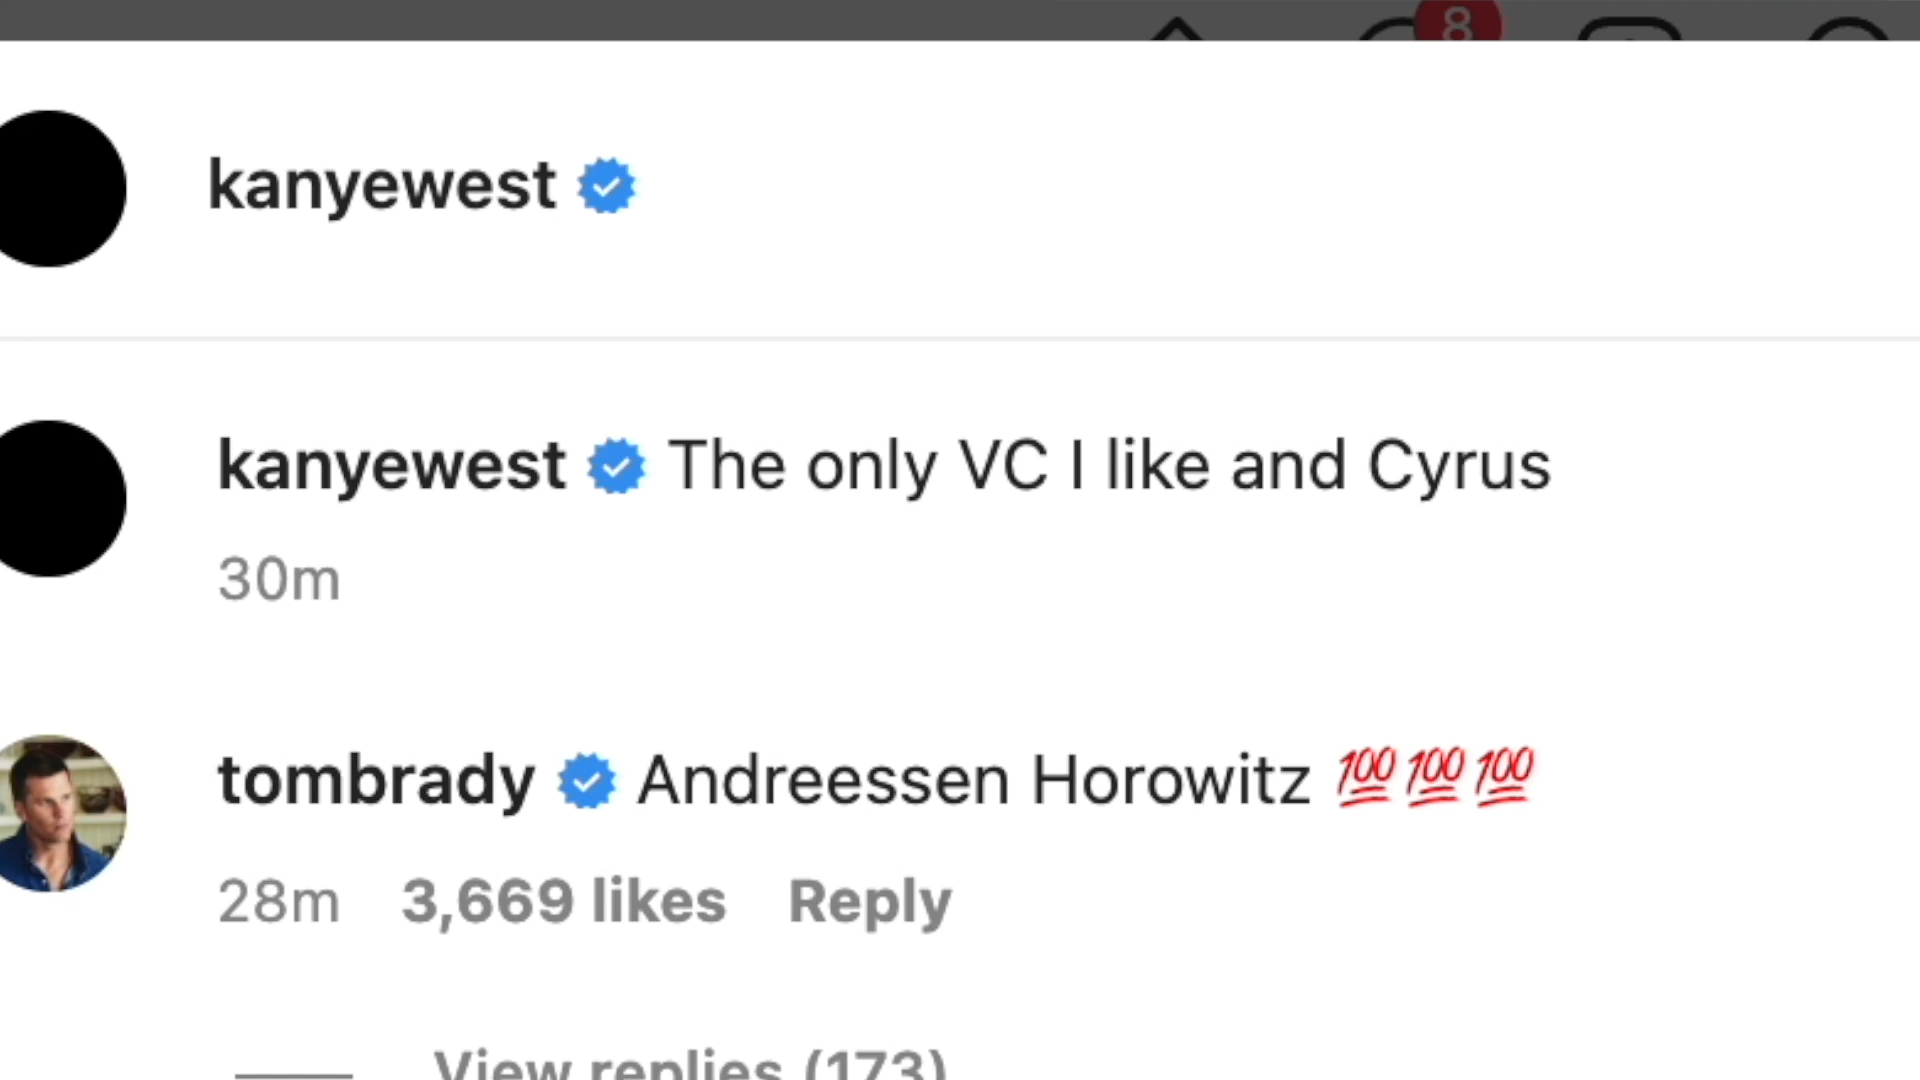 8
kanyewest
kanyewest The only VC I like and Cyrus
30m
tombrady Andreessen Horowitz 💯💯💯
28m 3,669 likes Reply
View replies (173)